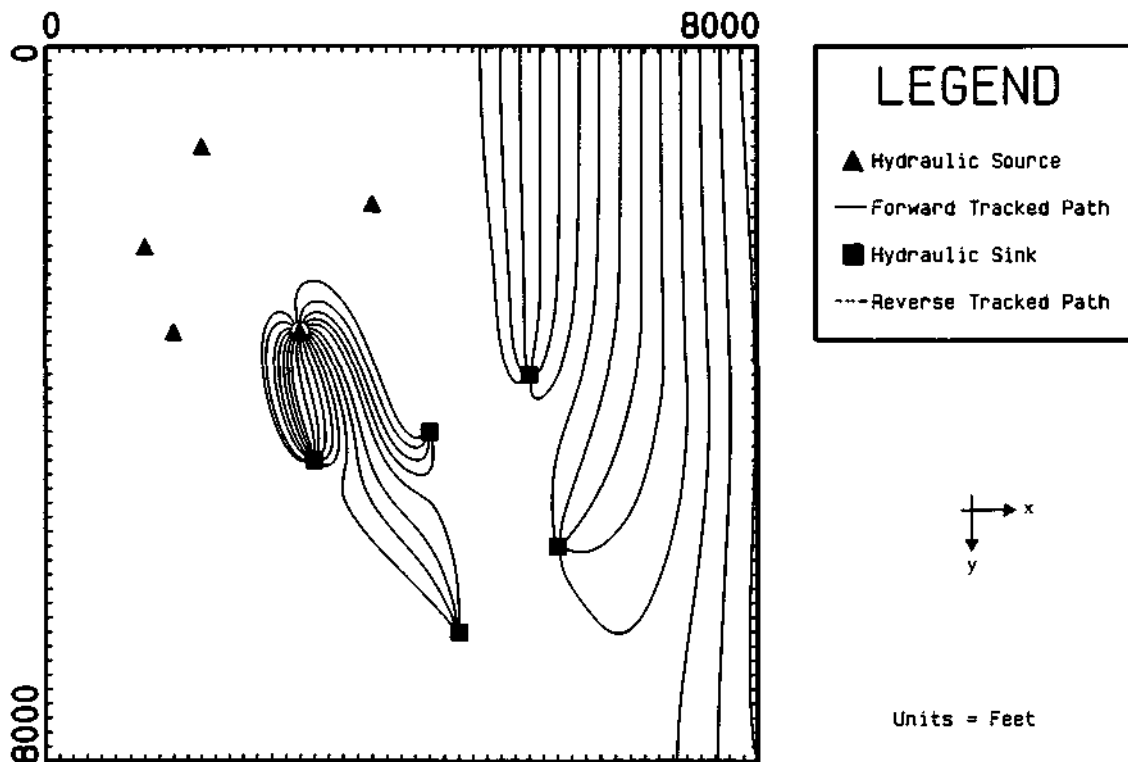 0 8000
0
8000
LEGEND
Hydraulic Source
Forward Tracked Path
Hydraulic Sink
Reverse Tracked Path
x
y
Units = Feet